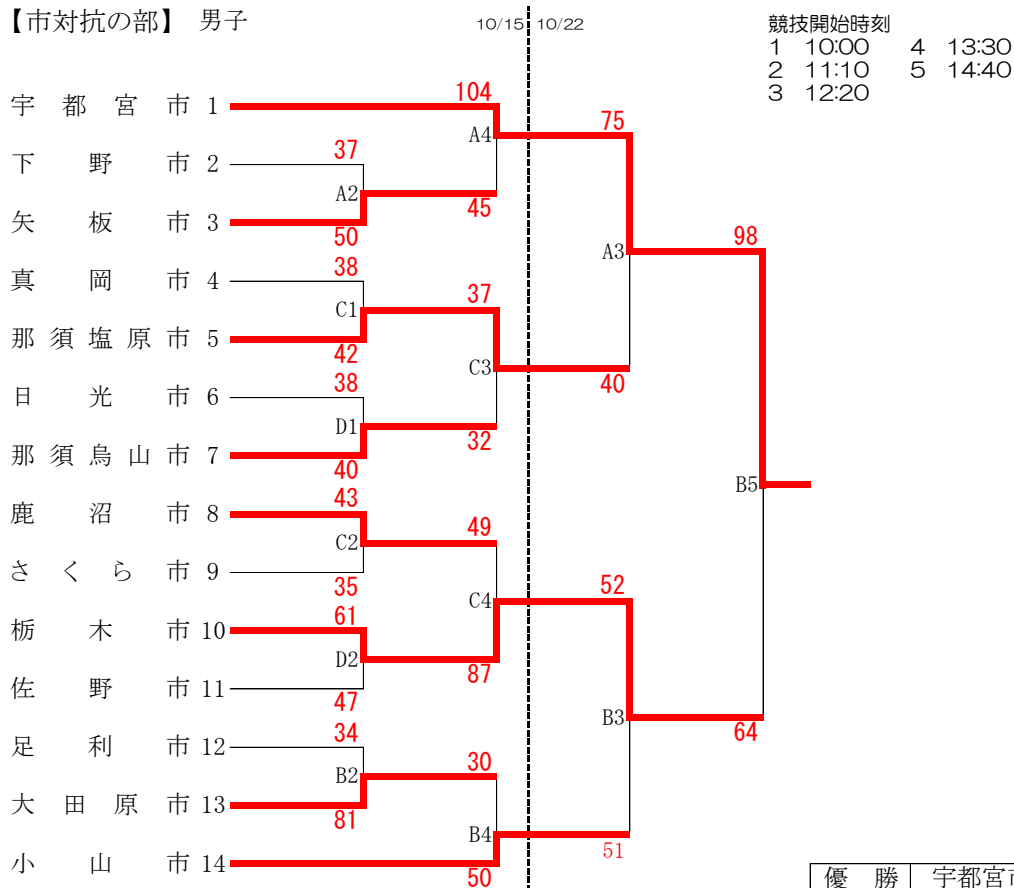 【市対抗の部】 男子
10/15 10/22
競技開始時刻
1 10:00 4 13:30
2 11:10 5 14:40
3 12:20
宇都宮市 1
104
A4
75
下野市 2
37
A2
矢板市 3
50
45
A3
98
真岡市 4
38
C1
37
那須塩原市 5
42
C3
40
日光市 6
38
D1
那須烏山市 7
40
32
B5
鹿沼市 8
43
C2
49
さくら市 9
35
C4
52
栃木市 10
61
D2
87
佐野市 11
47
B3
64
足利市 12
34
B2
30
大田原市 13
81
B4
51
小山市 14
50
優勝 宇都宮